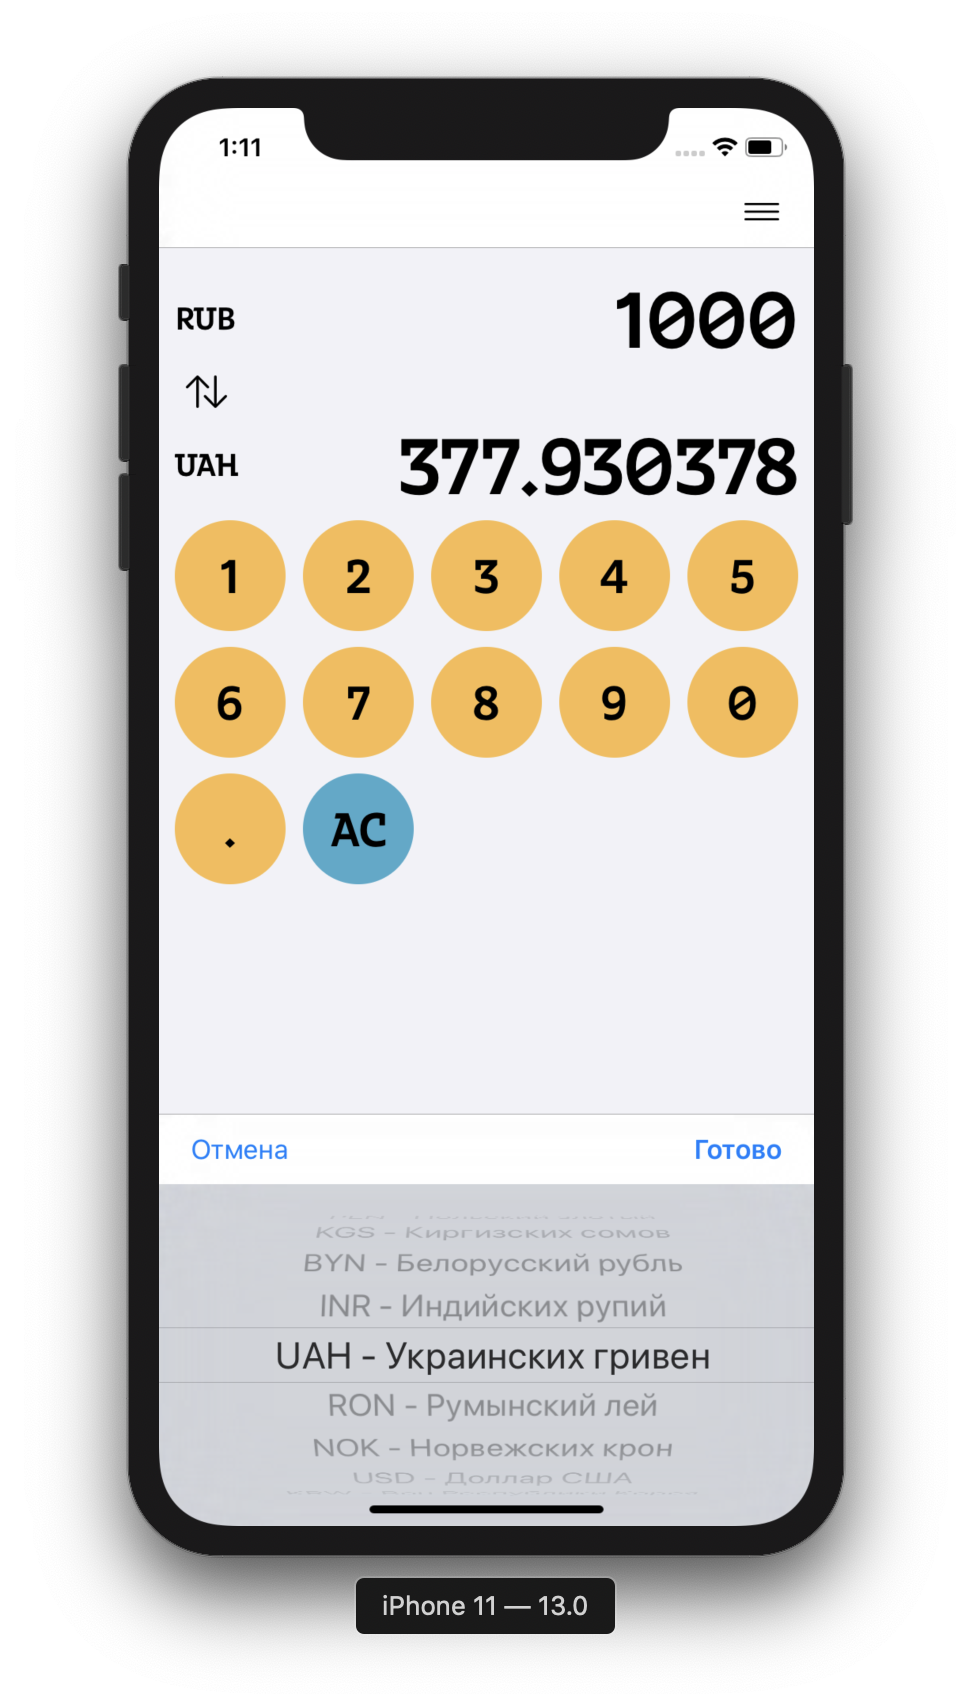 1:11
RUB 1000
UAH 377.930378
1 2 3 4 5
6 7 8 9 0
. AC
Отмена Готово
KGS - Киргизских сомов
BYN - Белорусский рубль
INR - Индийских рупий
UAH - Украинских гривен
RON - Румынский лей
NOK - Норвежских крон
USD - Доллар США
iPhone 11 — 13.0